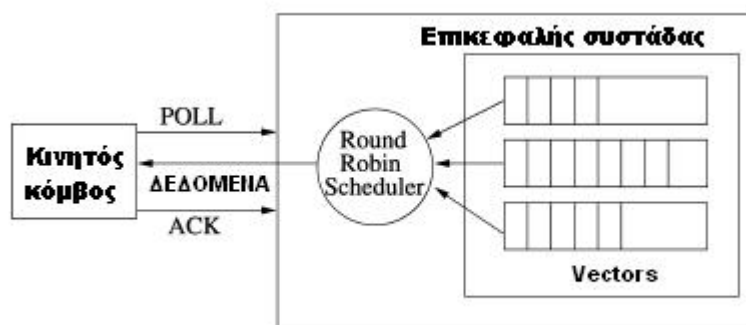 Επικεφαλής συστάδας
POLL
Κινητός
κόμβος
ΔΕΔΟΜΕΝΑ
ACK
Round
Robin
Scheduler
Vectors